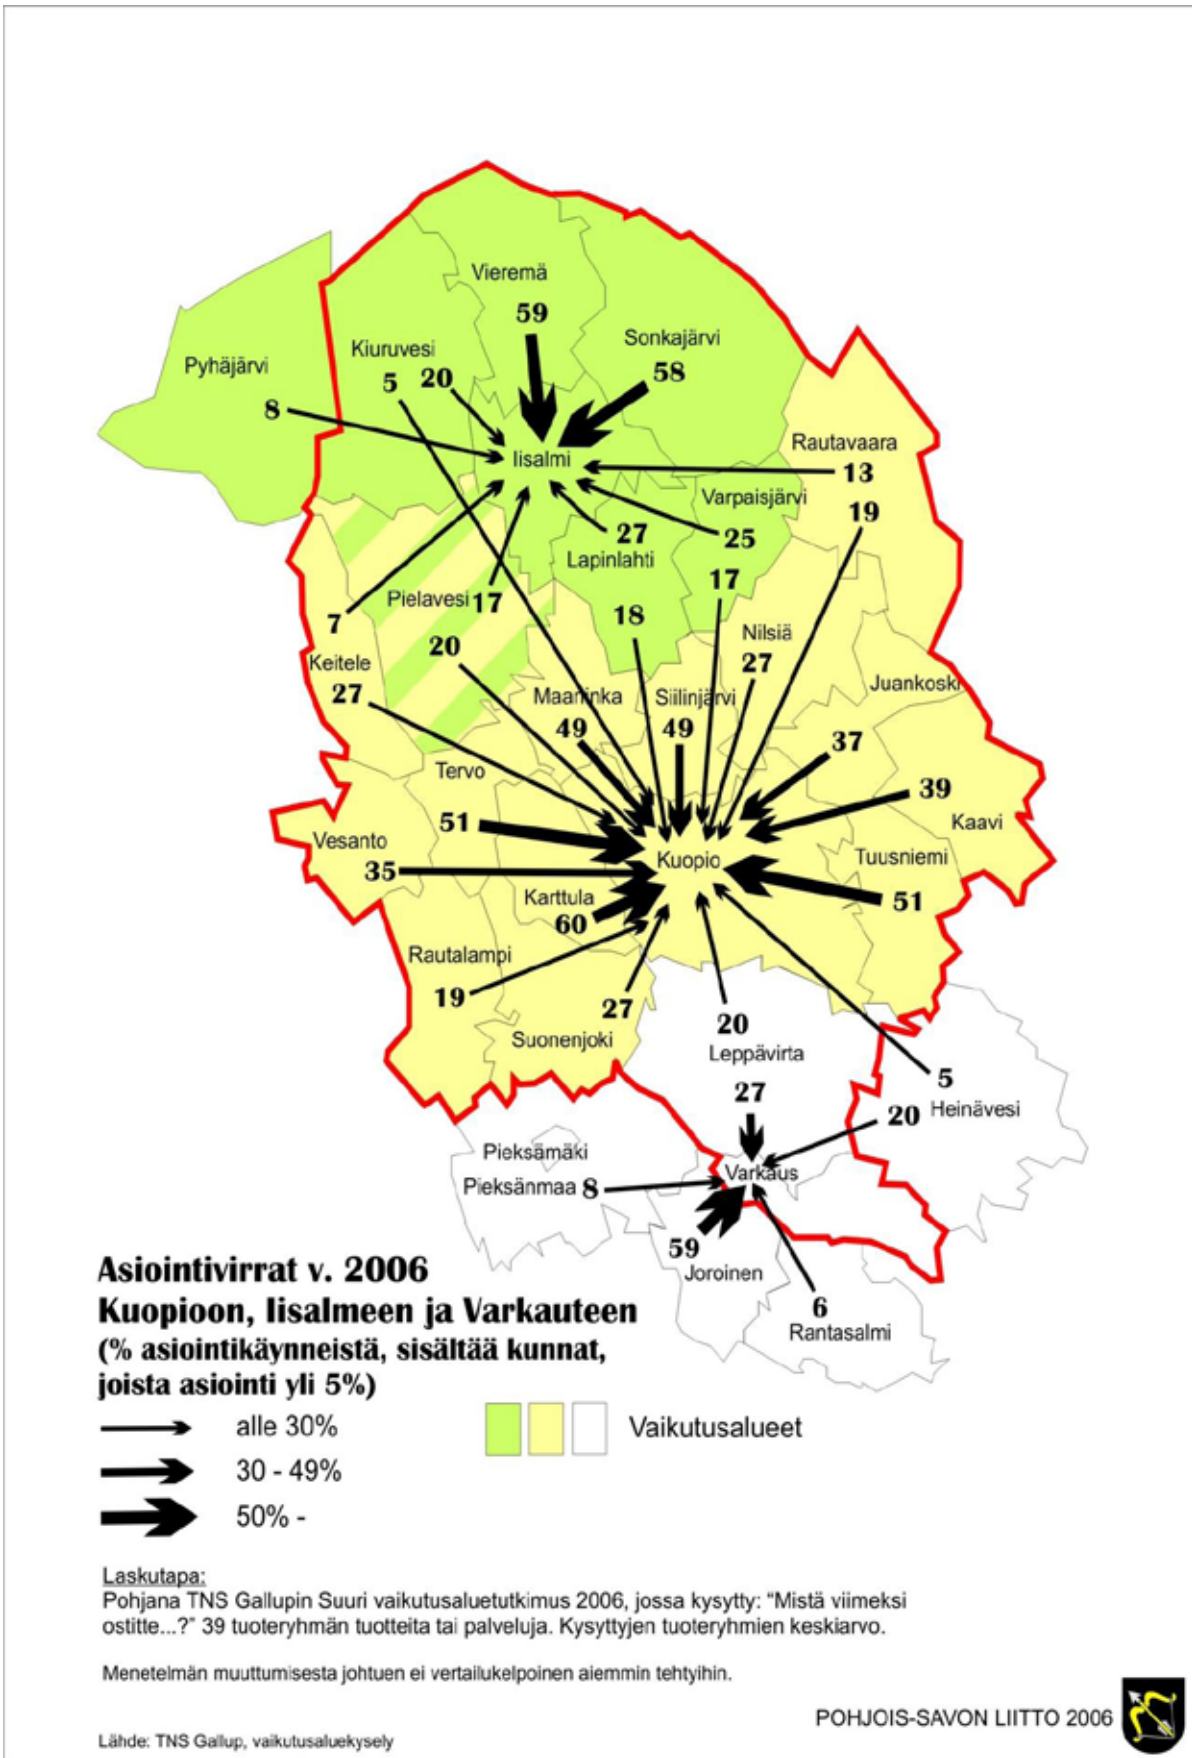 Vieremä
59
Sonkajärvi
58
Kiuruvesi
5 20
Pyhäjärvi
8
Iisalmi
Rautavaara
13
19
Varpaisjärvi
25
17
27
Lapinlahti
18
Pielavesi 17
20
7
Keitele
27
Nilsiä
27
Juankoski
37
Maaninka
49
Siilinjärvi
49
39
Kaavi
Tervo
51
Vesanto
35
Kuopio
Tuusniemi
51
Karttula
60
Rautalampi
19
27
Suonenjoki
20
Leppävirta
27
5
20 Heinävesi
Pieksämäki
Pieksänmaa 8
Varkaus
59
Joroinen
6
Rantasalmi
Asiointivirrat v. 2006
Kuopioon, Iisalmeen ja Varkauteen
(% asiointikäynneistä, sisältää kunnat,
joista asiointi yli 5%)
alle 30%
30 - 49%
50% -
Vaikutusalueet
Laskutapa:
Pohjana TNS Gallupin Suuri vaikutusaluetutkimus 2006, jossa kysytty: “Mistä viimeksi
ostitte...?” 39 tuoteryhmän tuotteita tai palveluja. Kysyttyjen tuoteryhmien keskiarvo.
Menetelmän muuttumisesta johtuen ei vertailukelpoinen aiemmin tehtyihin.
POHJOIS-SAVON LIITTO 2006
Lähde: TNS Gallup, vaikutusaluekysely